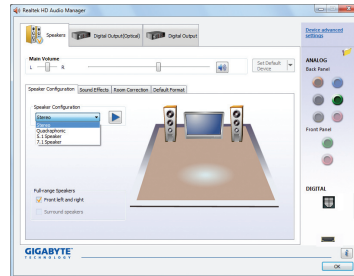 Realtek HD Audio Manager
Speakers
Digital Output(Optical)
Digital Output
Device advanced settings
Main Volume
L
R
Set Default Device
ANALOG
Back Panel
Speaker Configuration
Sound Effects
Room Correction
Default Format
Speaker Configuration
Stereo
Stereo
Quadraphonic
5.1 Speaker
7.1 Speaker
Front Panel
Full-range Speakers
Front left and right
Surround speakers
DIGITAL
GIGABYTE
TECHNOLOGY
OK